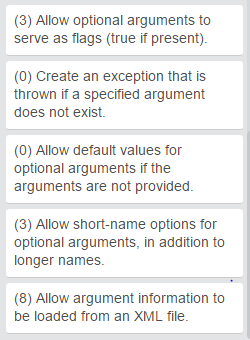 (3) Allow optional arguments to
serve as flags (true if present).
(0) Create an exception that is
thrown if a specified argument
does not exist.
(0) Allow default values for
optional arguments if the
arguments are not provided.
(3) Allow short-name options for
optional arguments, in addition to
longer names.
(8) Allow argument information to
be loaded from an XML file.